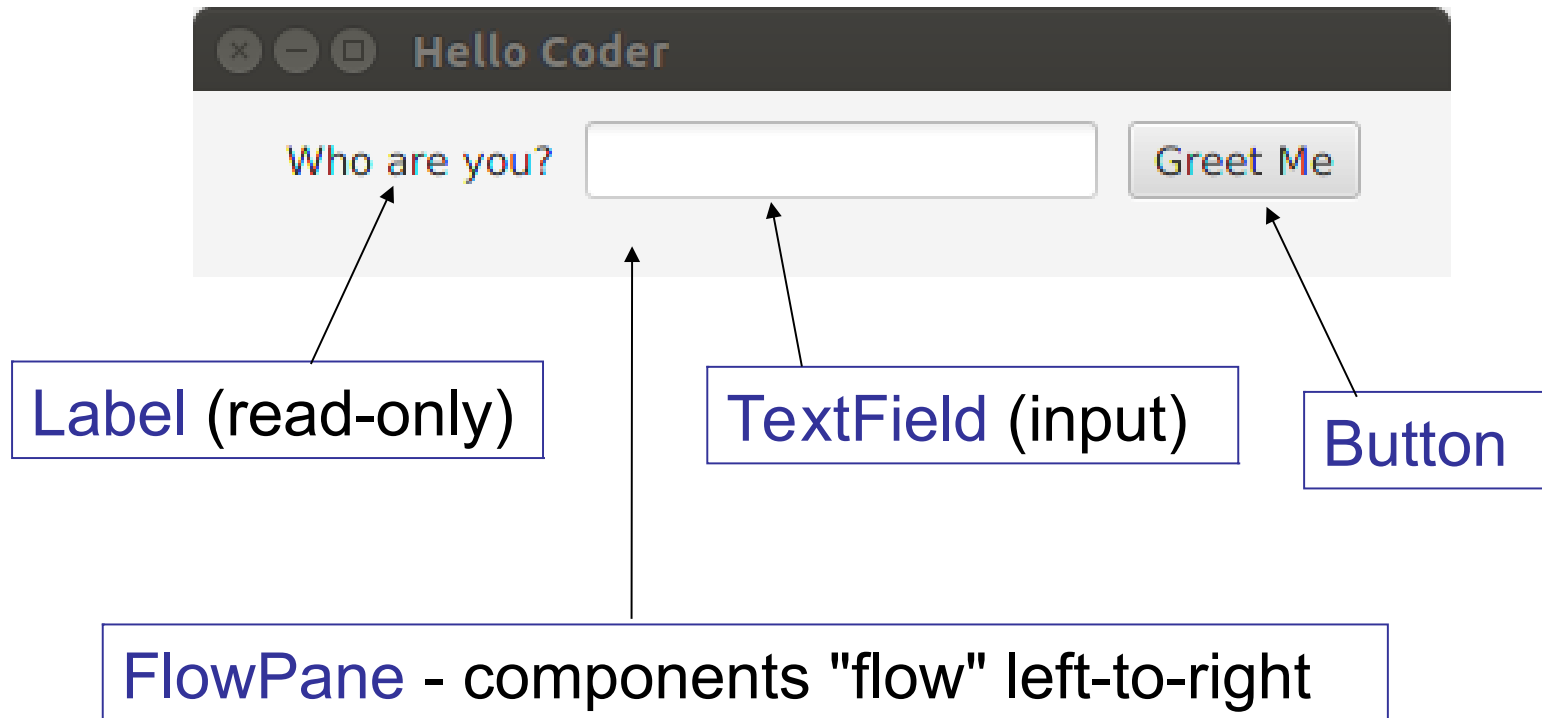 Hello Coder
Who are you?
Greet Me
Label (read-only)
TextField (input)
Button
FlowPane - components "flow" left-to-right